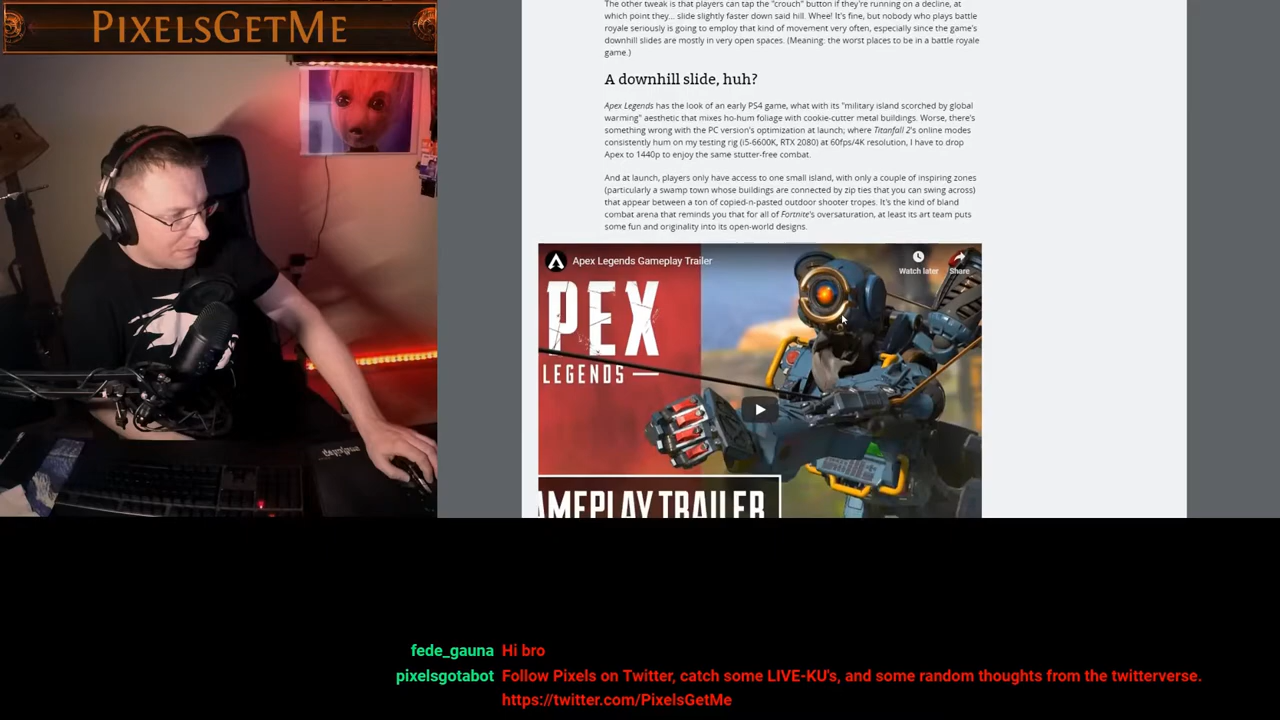 PIXELSGETME
The other tweak is that players can tap the "crouch" button if they're running on a decline, at
which point they... slide slightly faster down said hill. Whee! It's fine, but nobody who plays battle
royale seriously is going to employ that kind of movement very often, especially since the game's
downhill slides are mostly in very open spaces. (Meaning: the worst places to be in a battle royale
game.)
A downhill slide, huh?
Apex Legends has the look of an early PS4 game, what with its "military island scorched by global
warming" aesthetic that mixes ho-hum foliage with cookie-cutter metal buildings. Worse, there's
something wrong with the PC version's optimization at launch; where Titanfall 2's online modes
consistently hum on my testing rig (i5-6600K, RTX 2080) at 60fps/4K resolution, I have to drop
Apex to 1440p to enjoy the same stutter-free combat.
And at launch, players only have access to one small island, with only a couple of inspiring zones
(particularly a swamp town whose buildings are connected by zip ties that you can swing across)
that appear between a ton of copied-n-pasted outdoor shooter tropes. It's the kind of bland
combat arena that reminds you that for all of Fortnite's oversaturation, at least its art team puts
some fun and originality into its open-world designs.
Apex Legends Gameplay Trailer
Watch later
Share
PEX
LEGENDS
AMEPLAY TRAILER
fede_gauna Hi bro
pixelsgotabot Follow Pixels on Twitter, catch some LIVE-KU's, and some random thoughts from the twitterverse.
https://twitter.com/PixelsGetMe